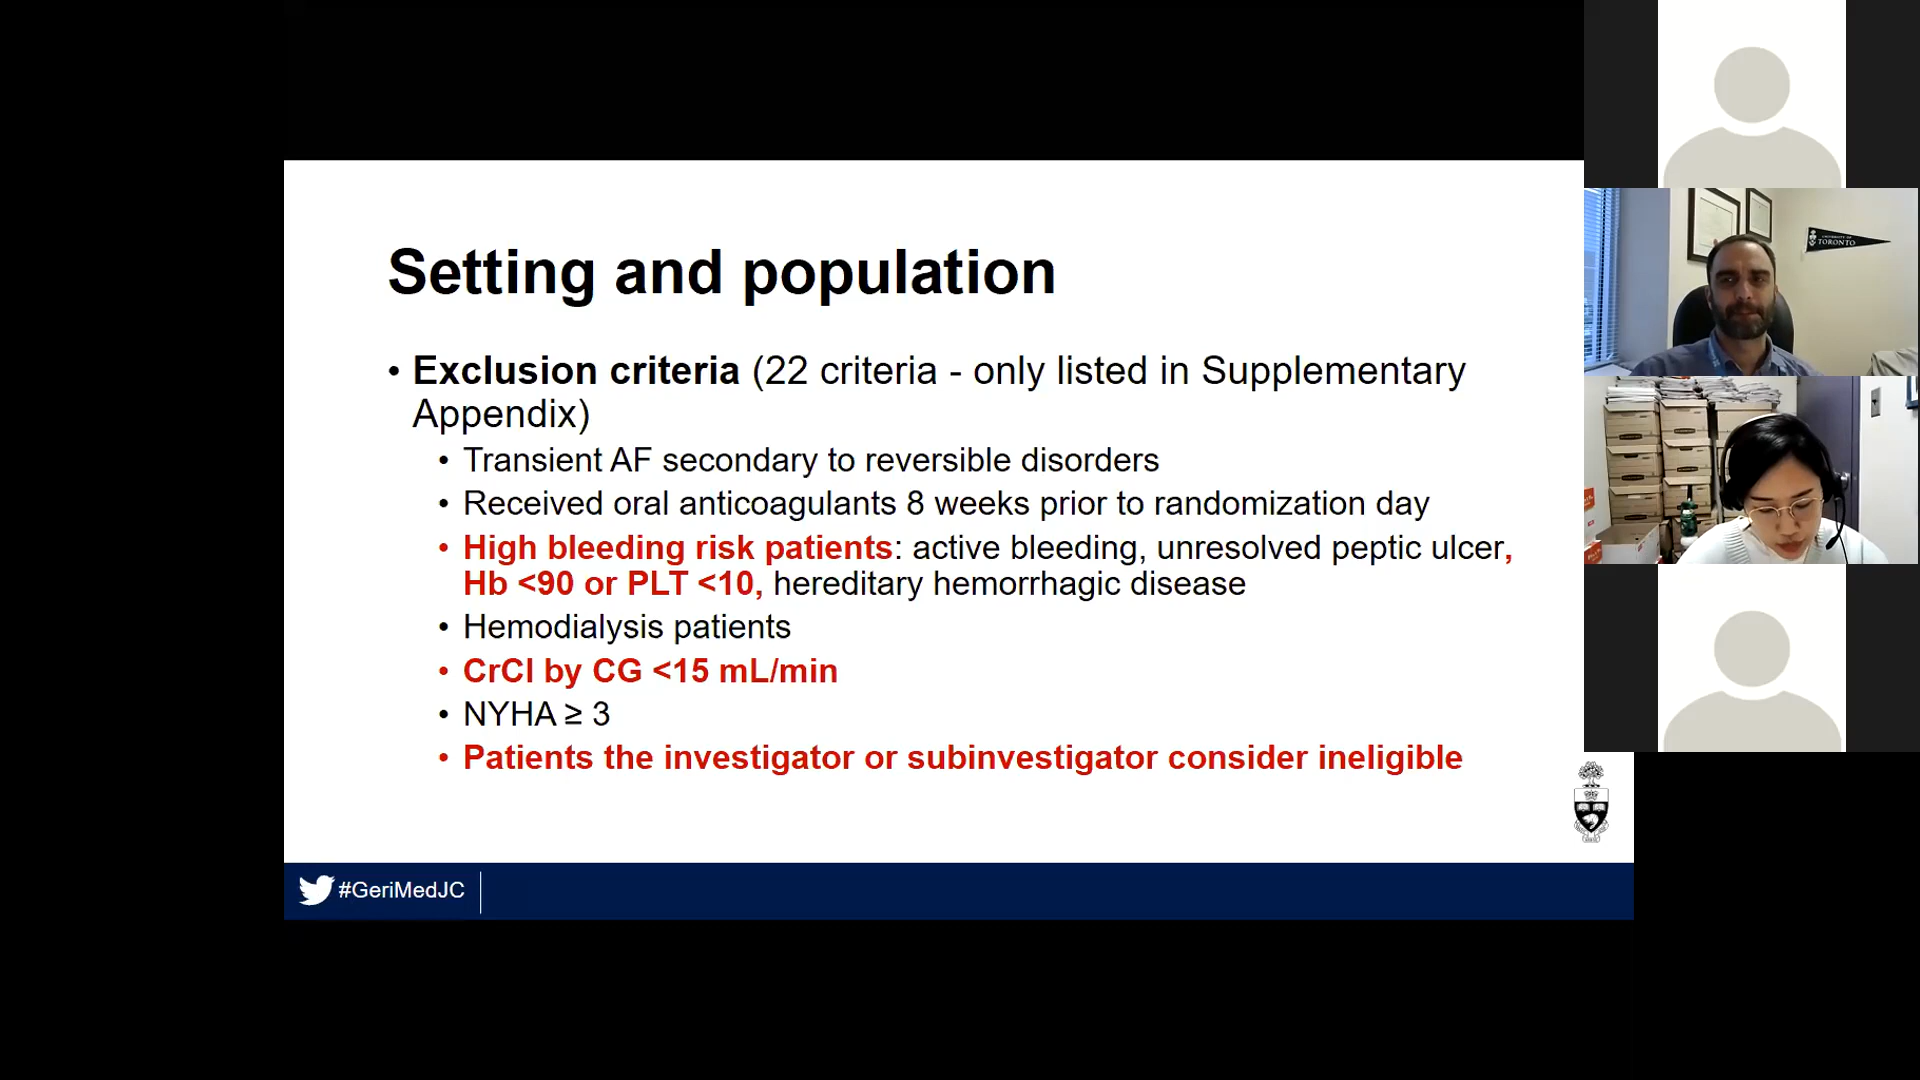 Setting and population
• Exclusion criteria (22 criteria - only listed in Supplementary
Appendix)
• Transient AF secondary to reversible disorders
• Received oral anticoagulants 8 weeks prior to randomization day
• High bleeding risk patients: active bleeding, unresolved peptic ulcer,
Hb <90 or PLT <10, hereditary hemorrhagic disease
• Hemodialysis patients
• CrCl by CG <15 mL/min
• NYHA ≥ 3
• Patients the investigator or subinvestigator consider ineligible
#GeriMedJC
UNIVERSITY OF
TORONTO